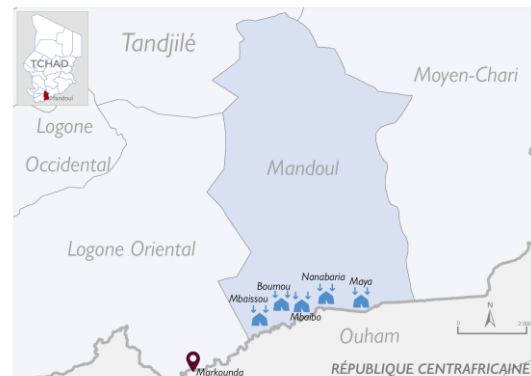 TCHAD
Mandoul
Tandjilé
Moyen-Chari
Logone
Occidental
Mandoul
Logone Oriental
Nanabaria
Maya
Bournou
Mbaissou
Mbaibo
Ouham
N
0
Markounda
RÉPUBLIQUE CENTRAFRICAINE